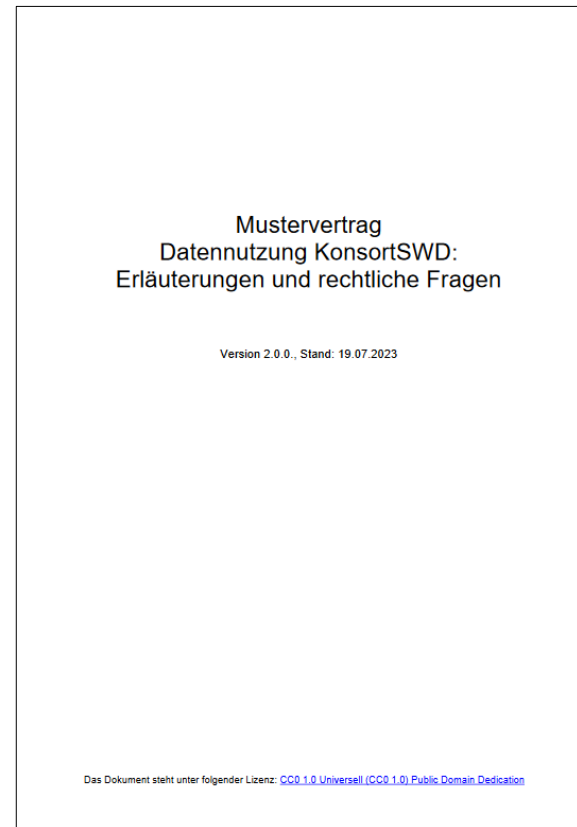 Mustervertrag
Datennutzung KonsortSWD:
Erläuterungen und rechtliche Fragen
Version 2.0.0., Stand: 19.07.2023
Das Dokument steht unter folgender Lizenz: CC0 1.0 Universell (CC0 1.0) Public Domain Dedication